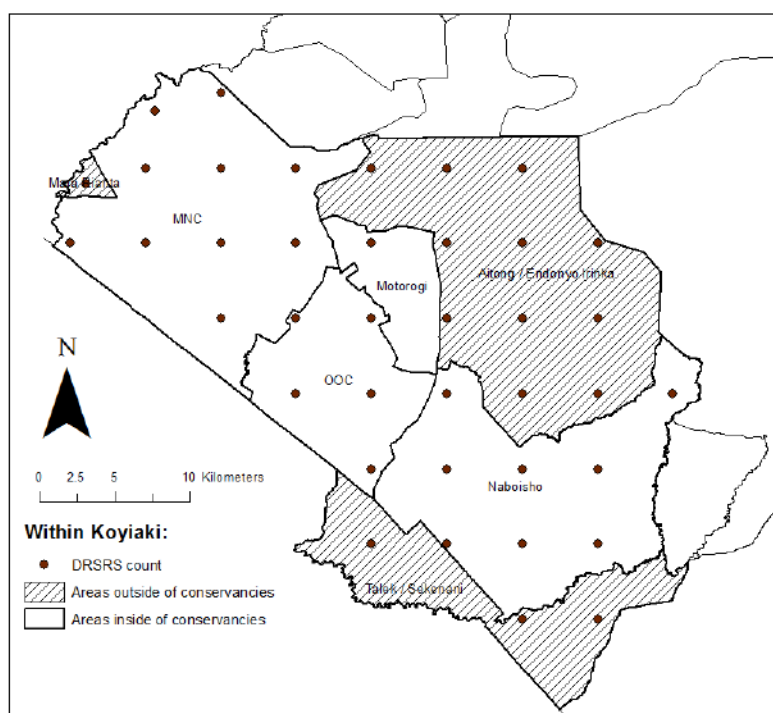 Mara Rianta
MNC
Motorogi
Aitong / Endonyo Irinka
N
OOC
0 2.5 5 10 Kilometers
Naboisho
Within Koyiaki:
DRSRS count
Areas outside of conservancies
Talek / Sekenani
Areas inside of conservancies